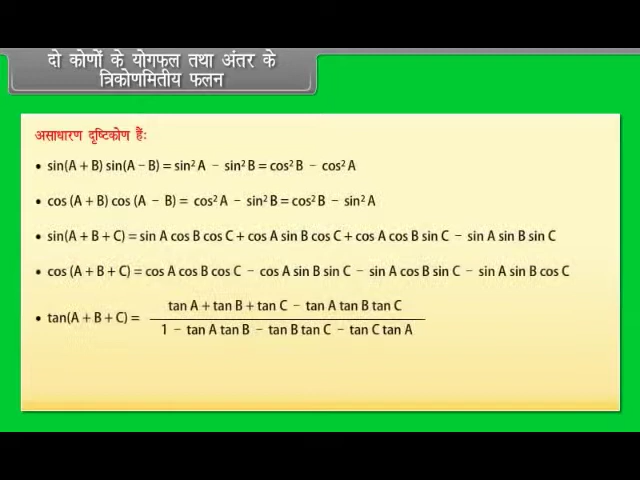 दो कोणों के योगफल तथा अंतर के
त्रिकोणमितीय फलन
असाधारण दृष्टिकोण हैं:
• sin(A + B) sin(A − B) = sin² A − sin² B = cos² B − cos² A
• cos (A + B) cos (A − B) = cos² A − sin² B = cos² B − sin² A
• sin(A + B + C) = sin A cos B cos C + cos A sin B cos C + cos A cos B sin C − sin A sin B sin C
• cos (A + B + C) = cos A cos B cos C − cos A sin B sin C − sin A cos B sin C − sin A sin B cos C
• tan(A + B + C) =
tan A + tan B + tan C − tan A tan B tan C
1 − tan A tan B − tan B tan C − tan C tan A